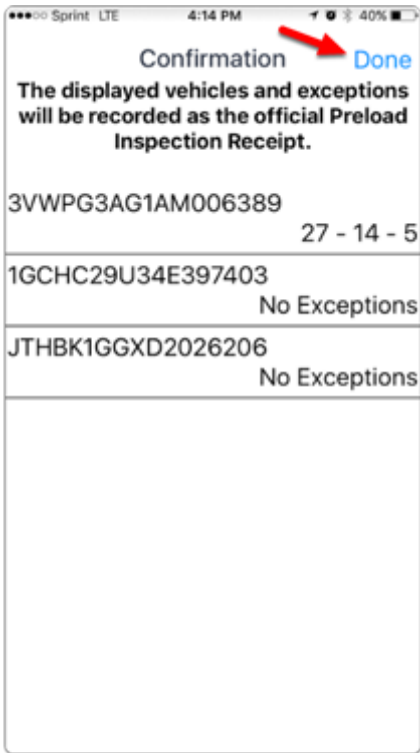 Sprint LTE 4:14 PM 40%
Confirmation Done
The displayed vehicles and exceptions
will be recorded as the official Preload
Inspection Receipt.
3VWPG3AG1AM006389
27 - 14 - 5
1GCHC29U34E397403
No Exceptions
JTHBK1GGXD2026206
No Exceptions